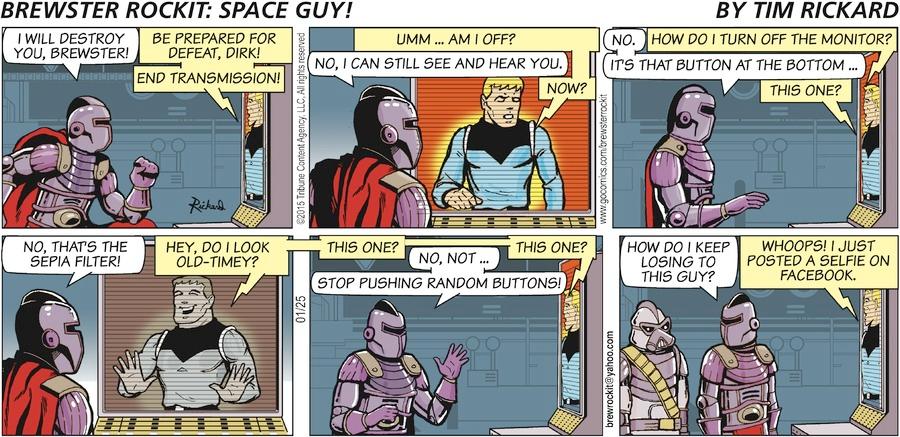 BREWSTER ROCKIT: SPACE GUY!
BY TIM RICKARD
I WILL DESTROY
YOU, BREWSTER!
BE PREPARED FOR
DEFEAT, DIRK!
END TRANSMISSION!
Rickard
©2015 Tribune Content Agency, LLC. All rights reserved
UMM ... AM I OFF?
NO, I CAN STILL SEE AND HEAR YOU.
NOW?
www.gocomics.com/brewsterrockit
NO.
HOW DO I TURN OFF THE MONITOR?
IT'S THAT BUTTON AT THE BOTTOM ...
THIS ONE?
NO, THAT'S THE
SEPIA FILTER!
HEY, DO I LOOK
OLD-TIMEY?
01/25
THIS ONE?
NO, NOT ...
THIS ONE?
STOP PUSHING RANDOM BUTTONS!
brewrockit@yahoo.com
HOW DO I KEEP
LOSING TO
THIS GUY?
WHOOPS! I JUST
POSTED A SELFIE ON
FACEBOOK.